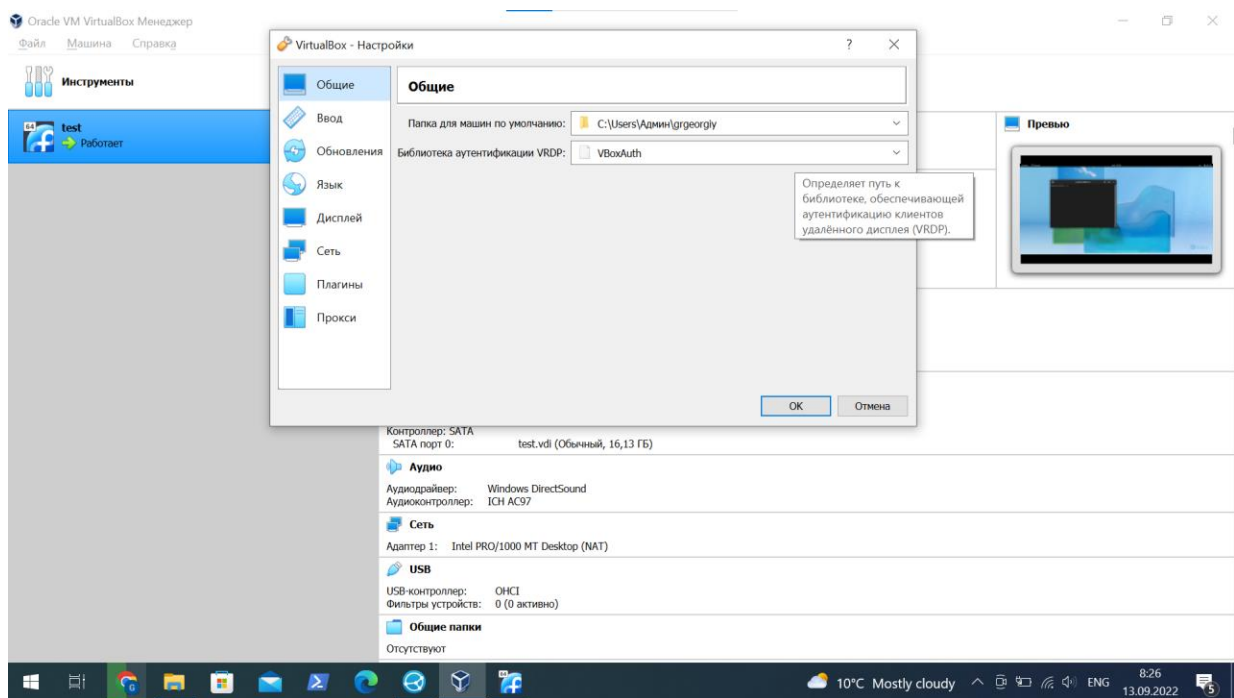 Oracle VM VirtualBox Менеджер
Файл Машина Справка
Инструменты
64 test
Работает
VirtualBox - Настройки ?
Общие
Ввод
Обновления
Язык
Дисплей
Сеть
Плагины
Прокси
Общие
Папка для машин по умолчанию: C:\Users\Админ\grgeorgiy
Библиотека аутентификации VRDP: VBoxAuth
Определяет путь к
библиотеке, обеспечивающей
аутентификацию клиентов
удалённого дисплея (VRDP).
OK Отмена
Превью
Контроллер: SATA
SATA порт 0: test.vdi (Обычный, 16,13 ГБ)
Аудио
Аудиодрайвер: Windows DirectSound
Аудиоконтроллер: ICH AC97
Сеть
Адаптер 1: Intel PRO/1000 MT Desktop (NAT)
USB
USB-контроллер: OHCI
Фильтры устройств: 0 (0 активно)
Общие папки
Отсутствуют
10°C Mostly cloudy ENG 8:26
13.09.2022 5